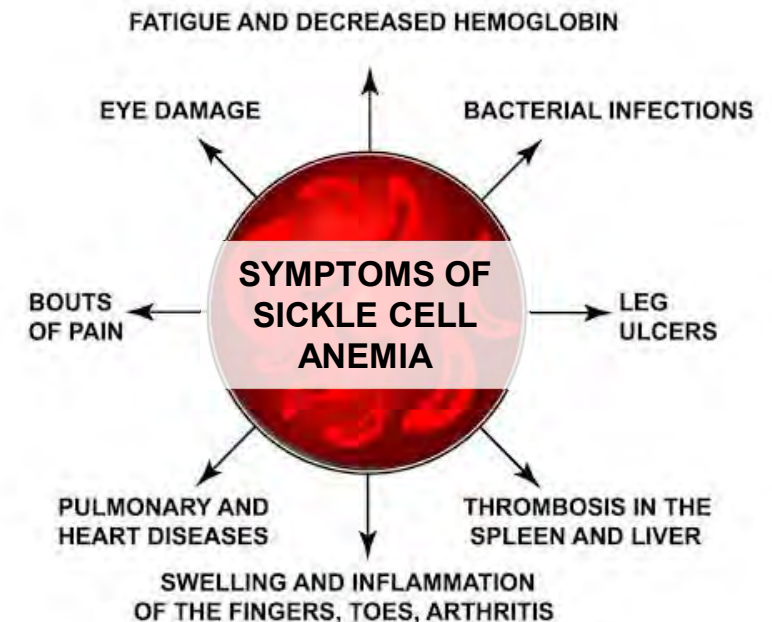 FATIGUE AND DECREASED HEMOGLOBIN
EYE DAMAGE
BACTERIAL INFECTIONS
SYMPTOMS OF
SICKLE CELL
ANEMIA
BOUTS
OF PAIN
LEG
ULCERS
PULMONARY AND
HEART DISEASES
THROMBOSIS IN THE
SPLEEN AND LIVER
SWELLING AND INFLAMMATION
OF THE FINGERS, TOES, ARTHRITIS